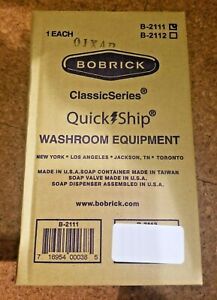 B-2111
1 EACH
B-2112
BOBRICK
ClassicSeries®
QuickShip®
WASHROOM EQUIPMENT
NEW YORK * LOS ANGELES * JACKSON, TN * TORONTO
MADE IN U.S.A. SOAP CONTAINER MADE IN TAIWAN
SOAP VALVE MADE IN U.S.A.
SOAP DISPENSER ASSEMBLED IN U.S.A.
www.bobrick.com
B-2111
7 16954 00038 5